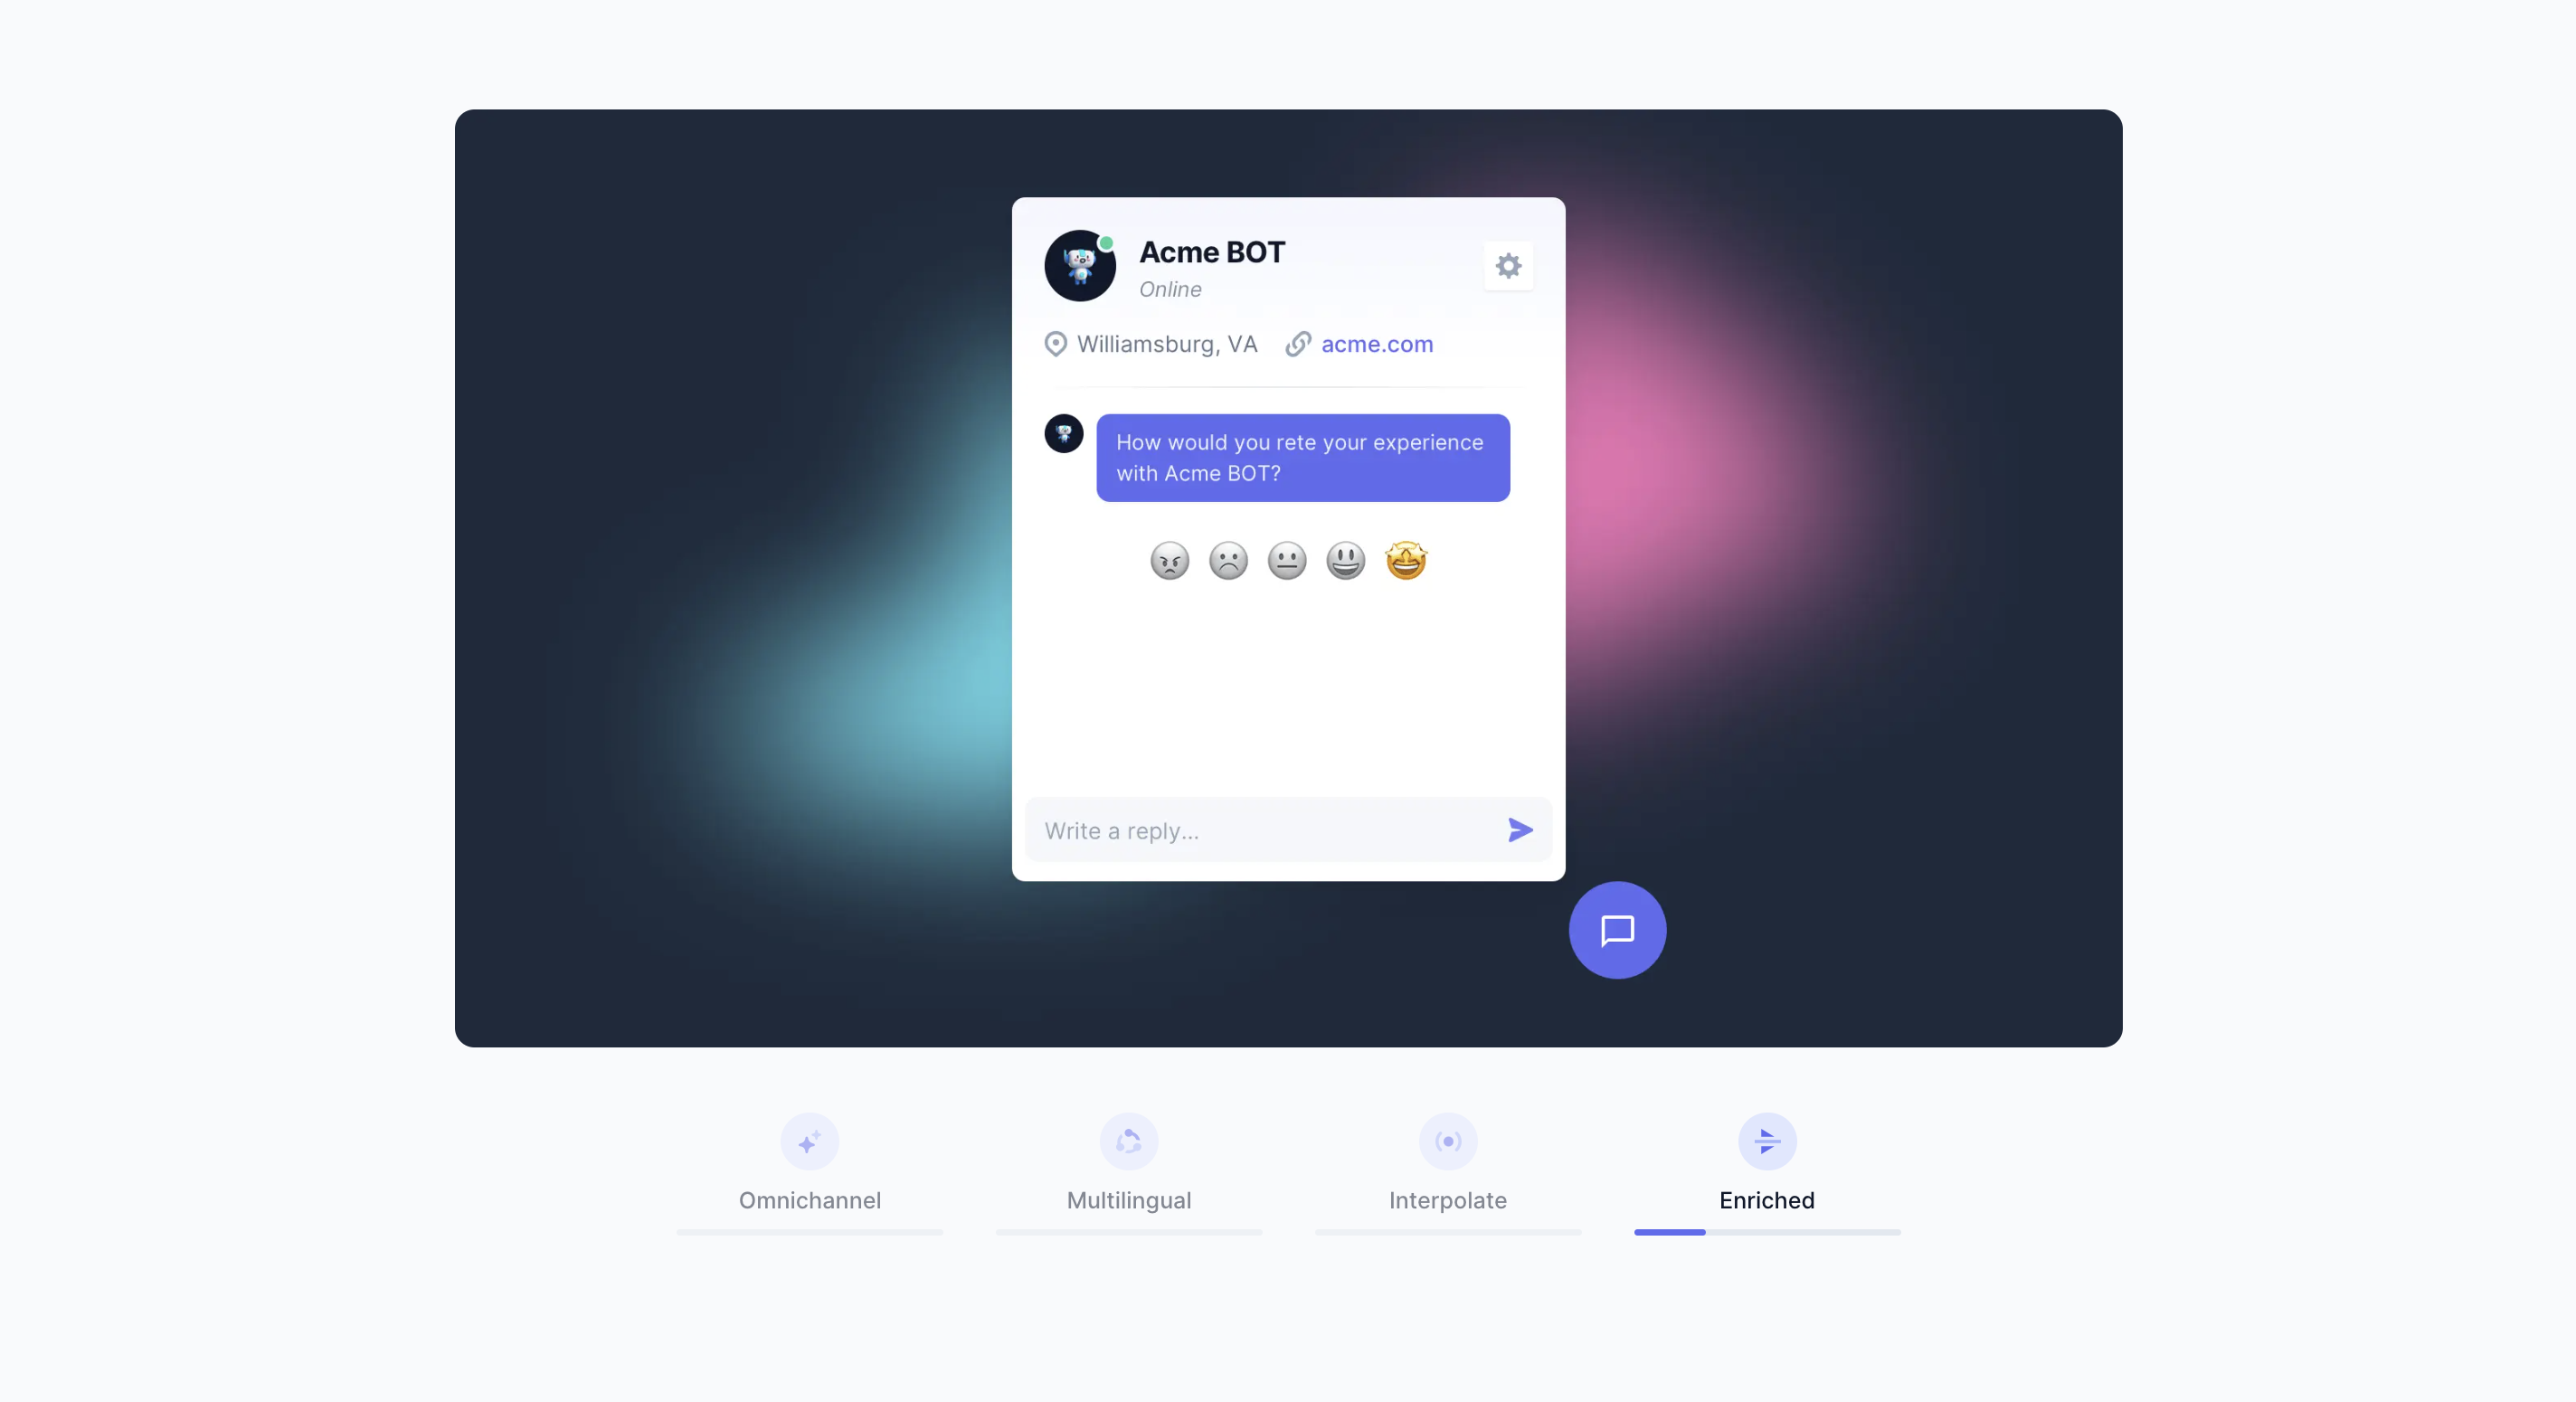 Acme BOT
Online
Williamsburg, VA acme.com
How would you rete your experience
with Acme BOT?
Write a reply...
Omnichannel Multilingual Interpolate Enriched